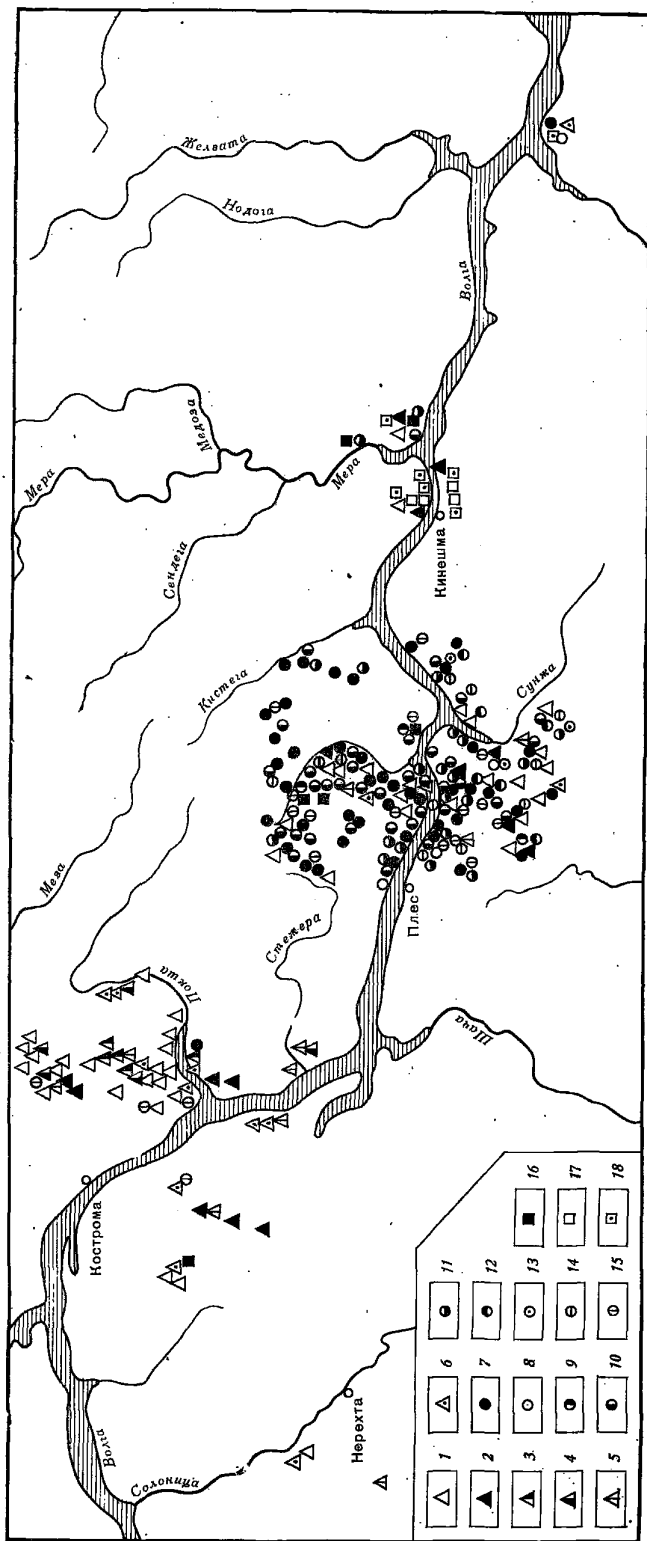 Волга
Солоница
Нерехта
Кострома
Покша
Меза
Стежера
Шача
Плес
Кистега
Сунжа
Сендега
Мера
Медоза
Мера
Кинешма
Волга
Нодога
Желвата
1
2
3
4
5
6
7
8
9
10
11
12
13
14
15
16
17
18